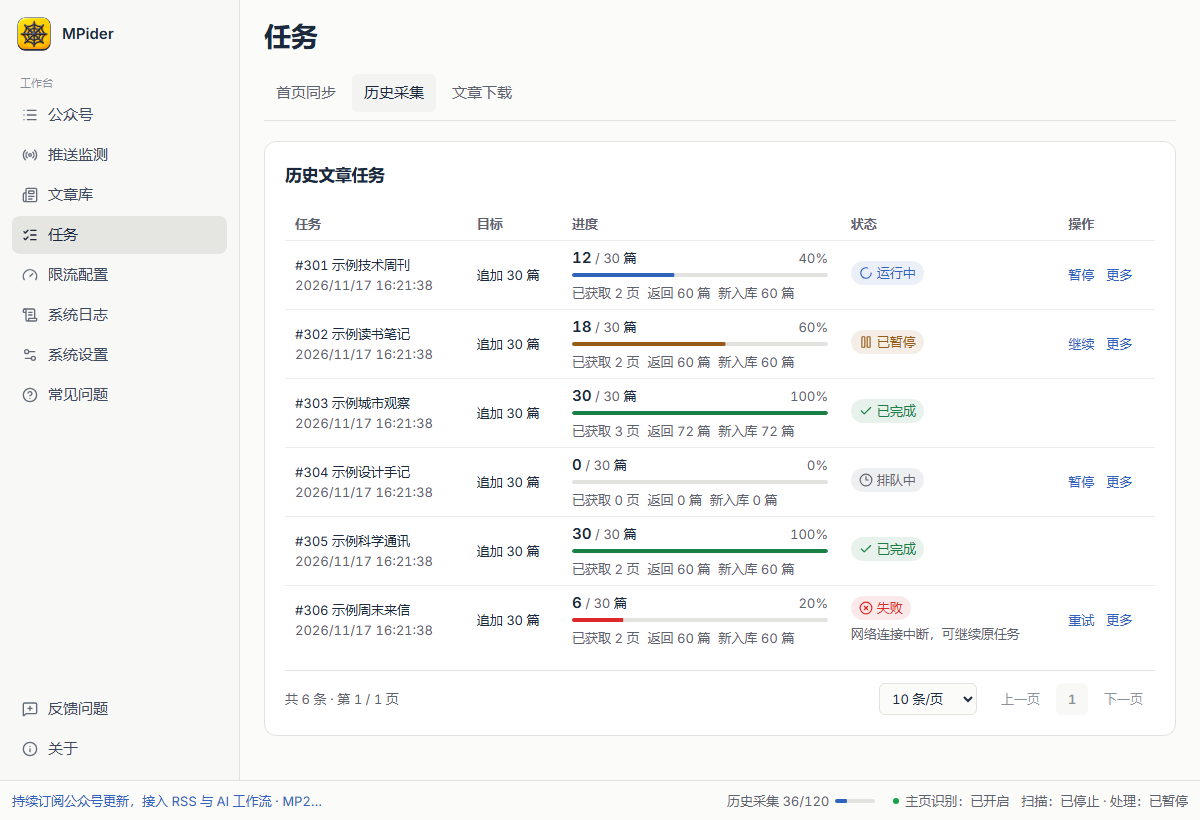 MPider
工作台
公众号
推送监测
文章库
任务
限流配置
系统日志
系统设置
常见问题
反馈问题
关于
任务
首页同步 历史采集 文章下载
历史文章任务
任务 目标 进度 状态 操作
#301 示例技术周刊
2026/11/17 16:21:38
追加 30 篇
12 / 30 篇 40%
已获取 2 页 返回 60 篇 新入库 60 篇
运行中
暂停 更多
#302 示例读书笔记
2026/11/17 16:21:38
追加 30 篇
18 / 30 篇 60%
已获取 2 页 返回 60 篇 新入库 60 篇
已暂停
继续 更多
#303 示例城市观察
2026/11/17 16:21:38
追加 30 篇
30 / 30 篇 100%
已获取 3 页 返回 72 篇 新入库 72 篇
已完成
#304 示例设计手记
2026/11/17 16:21:38
追加 30 篇
0 / 30 篇 0%
已获取 0 页 返回 0 篇 新入库 0 篇
排队中
暂停 更多
#305 示例科学通讯
2026/11/17 16:21:38
追加 30 篇
30 / 30 篇 100%
已获取 2 页 返回 60 篇 新入库 60 篇
已完成
#306 示例周末来信
2026/11/17 16:21:38
追加 30 篇
6 / 30 篇 20%
已获取 2 页 返回 60 篇 新入库 60 篇
失败
网络连接中断，可继续原任务
重试 更多
共 6 条 · 第 1 / 1 页
10 条/页 上一页 1 下一页
持续订阅公众号更新，接入 RSS 与 AI 工作流 · MP2...
历史采集 36/120
主页识别：已开启 扫描：已停止 · 处理：已暂停